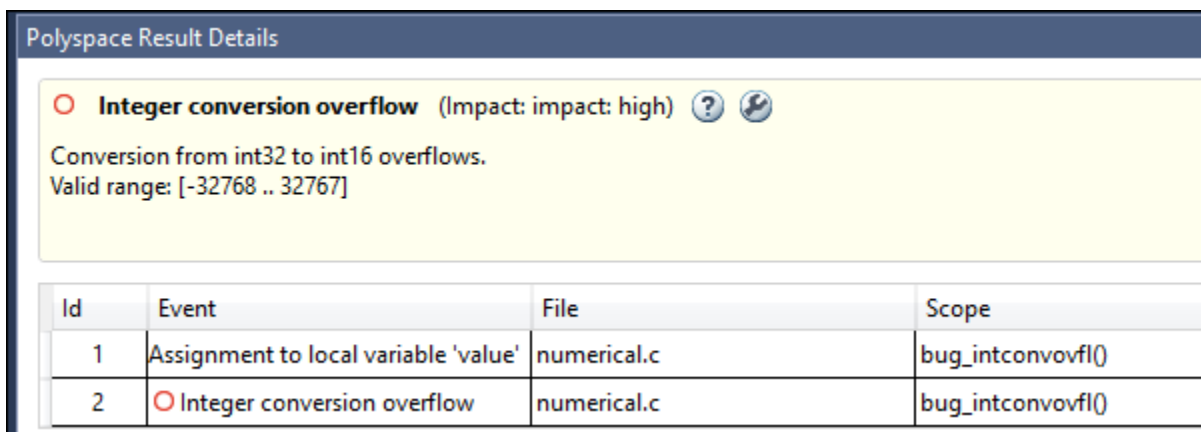 Polyspace Result Details
Integer conversion overflow (Impact: impact: high) ?
Conversion from int32 to int16 overflows.
Valid range: [-32768 .. 32767]
Id Event File Scope
1 Assignment to local variable 'value' numerical.c bug_intconvovfl()
2 Integer conversion overflow numerical.c bug_intconvovfl()